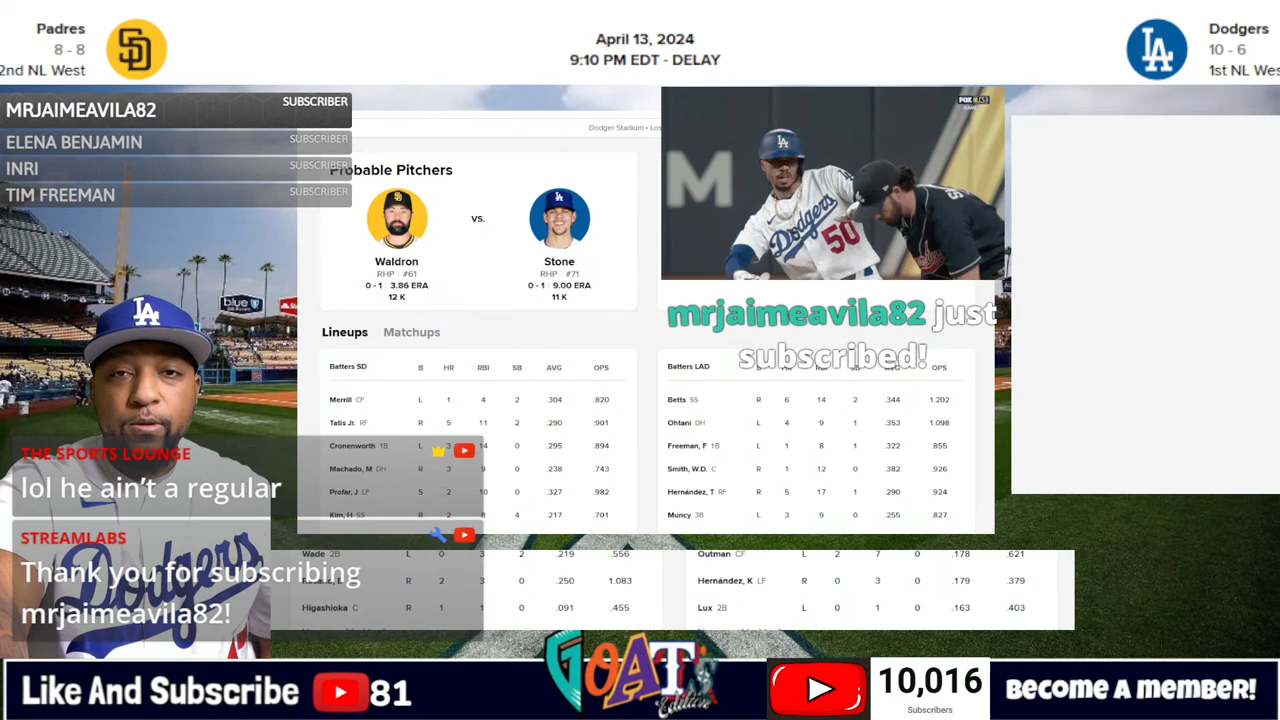 Padres
8 - 8
2nd NL West
April 13, 2024
9:10 PM EDT - DELAY
Dodgers
10 - 6
1st NL Wes
MRJAIMEAVILA82 SUBSCRIBER
ELENA BENJAMIN SUBSCRIBER
INRI SUBSCRIBER
TIM FREEMAN SUBSCRIBER
Dodger Stadium • Los
Probable Pitchers
VS.
Waldron Stone
RHP #61 RHP #71
0 - 1 3.86 ERA 0 - 1 9.00 ERA
12 K 11 K
Dodgers
50
M
mrjaimeavila82 just
subscribed!
Lineups Matchups
Batters SD B HR RBI SB AVG OPS
Merrill CF L 1 4 2 .304 .820
Tatis Jr. RF R 5 11 2 .290 .901
Cronenworth 1B L 3 14 0 .295 .894
Machado, M DH R 3 9 0 .238 .743
Profar, J LF S 2 10 0 .327 .982
Kim, H SS R 2 8 4 .217 .701
Wade 2B L 0 3 2 .219 .556
R 2 3 0 .250 1.083
Higashioka C R 1 1 0 .091 .455
Batters LAD OPS
Betts SS R 6 14 2 .344 1.202
Ohtani DH L 4 9 1 .353 1.098
Freeman, F 1B L 1 8 1 .322 .855
Smith, W.D. C R 1 12 0 .382 .926
Hernández, T RF R 5 17 1 .290 .924
Muncy 3B L 3 9 0 .255 .827
Outman CF L 2 7 0 .178 .621
Hernández, K LF R 0 3 0 .179 .379
Lux 2B L 0 1 0 .163 .403
THE SPORTS LOUNGE
lol he ain't a regular
STREAMLABS
Thank you for subscribing
mrjaimeavila82!
Dodgers
Like And Subscribe 81
GOAT
Edition
10,016
Subscribers
BECOME A MEMBER!